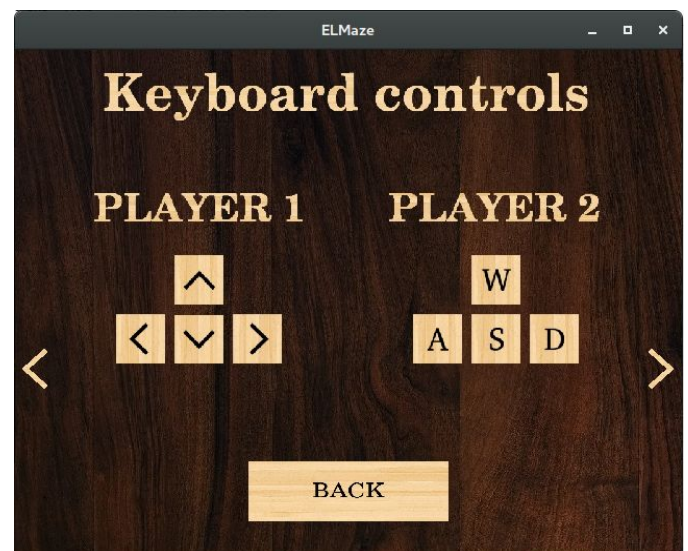 ELMaze
Keyboard controls
PLAYER 1 PLAYER 2
W
A S D
BACK